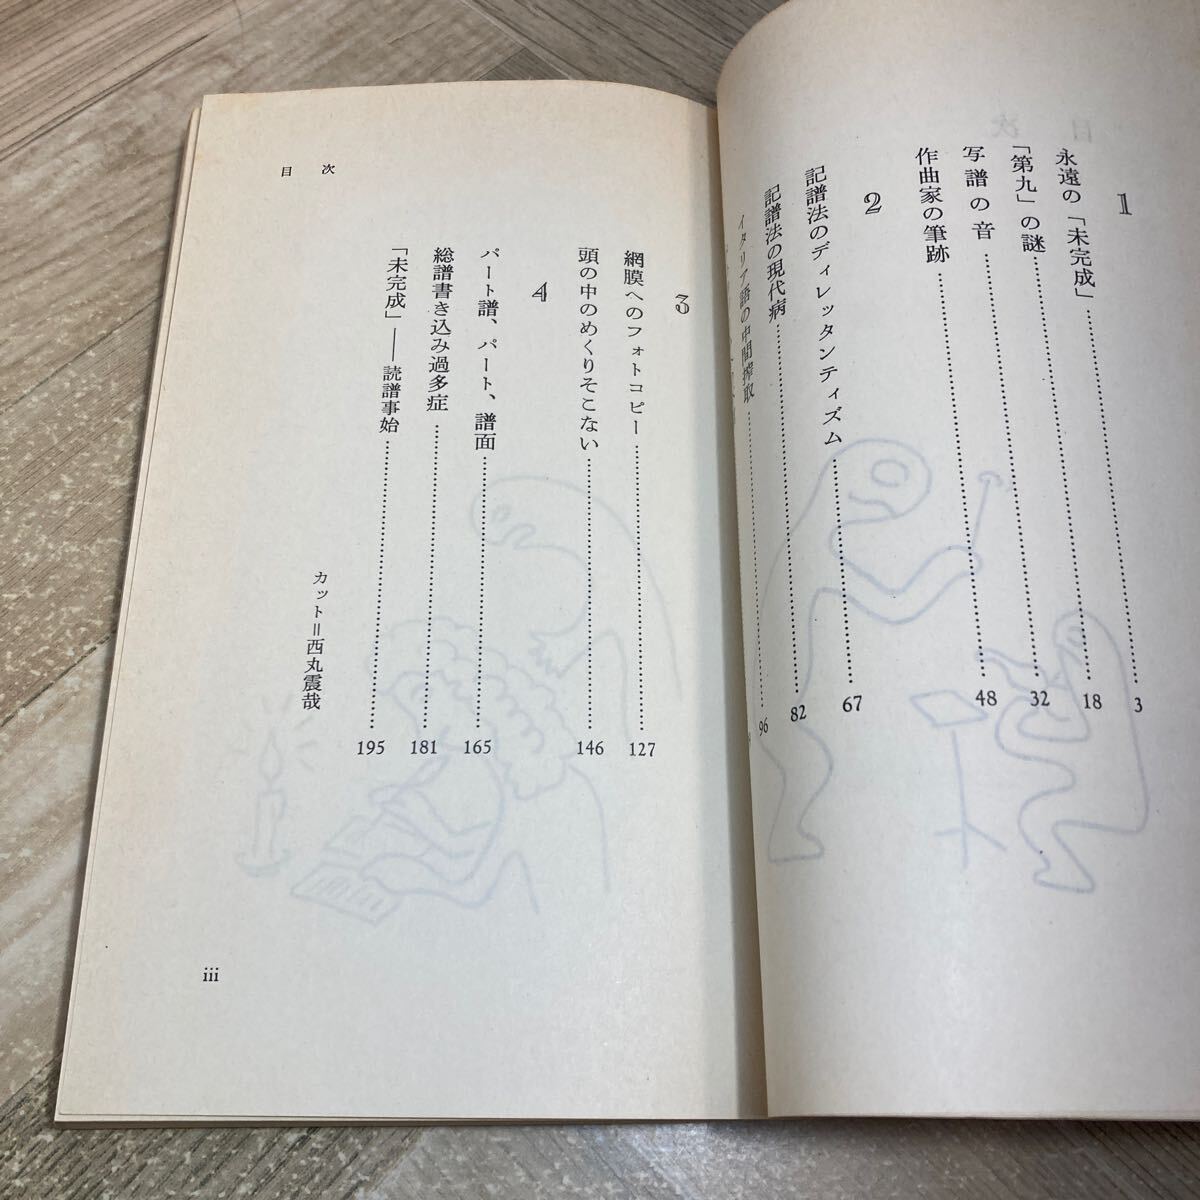 目次
1
永遠の「未完成」……3
「第九」の謎……18
写譜の音……32
作曲家の筆跡……48
2
記譜法のディレッタンティズム……67
記譜法の現代病……82
イタリア語の中間搾取……96
目次
3
網膜へのフォトコピー……127
頭の中のめくりそこない……146
4
パート譜、パート、譜面……165
総譜書き込み過多症……181
「未完成」——読譜事始……195
カット＝西丸震哉
iii